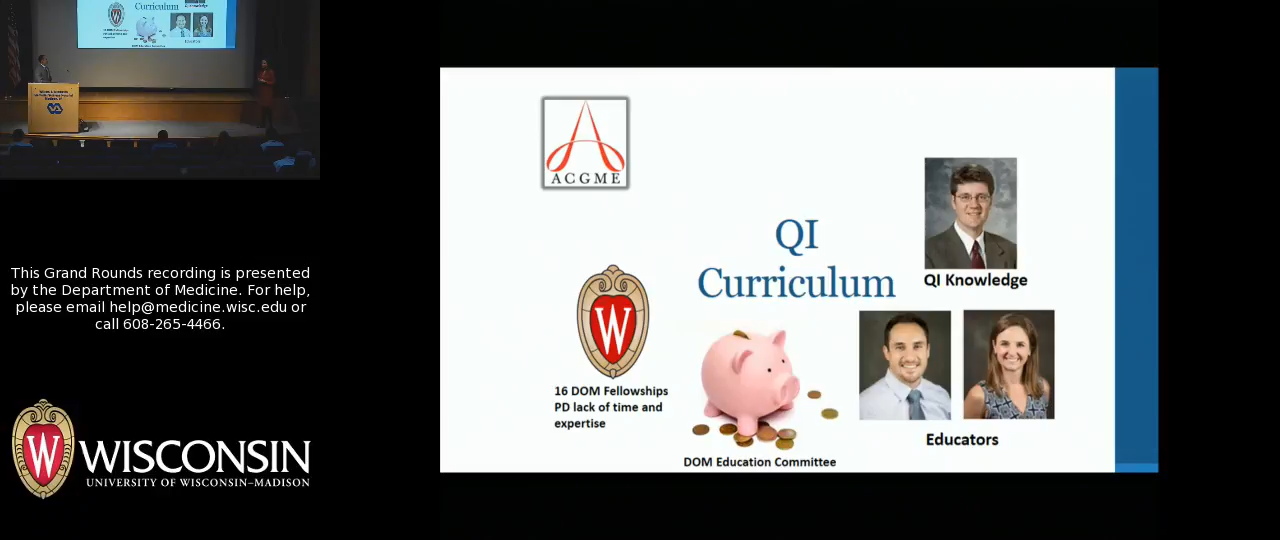 Curriculum
Educators
This Grand Rounds recording is presented
by the Department of Medicine. For help,
please email help@medicine.wisc.edu or
call 608-265-4466.
W
WISCONSIN
UNIVERSITY OF WISCONSIN–MADISON
ACGME
QI
Curriculum
QI Knowledge
W
16 DOM Fellowships
PD lack of time and
expertise
DOM Education Committee
Educators